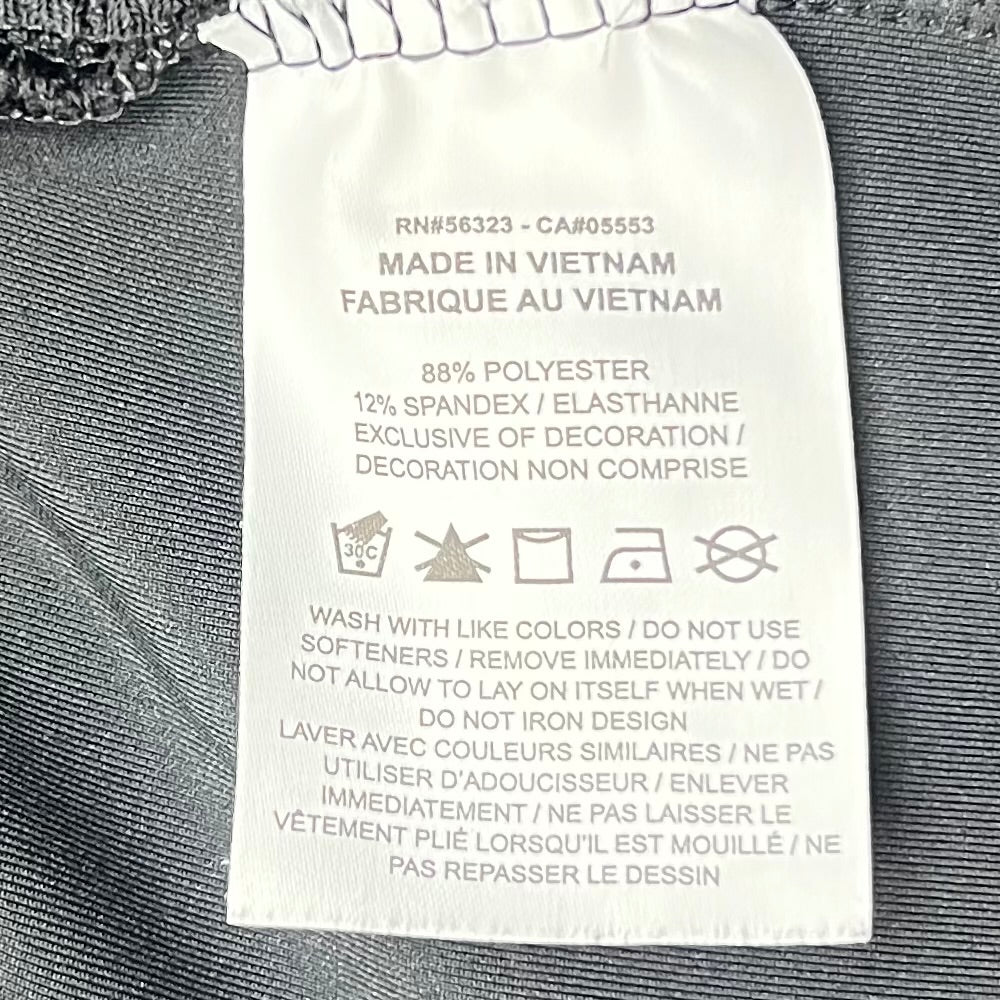 RN#56323 - CA#05553
MADE IN VIETNAM
FABRIQUE AU VIETNAM
88% POLYESTER
12% SPANDEX / ELASTHANNE
EXCLUSIVE OF DECORATION /
DECORATION NON COMPRISE
30C
WASH WITH LIKE COLORS / DO NOT USE
SOFTENERS / REMOVE IMMEDIATELY / DO
NOT ALLOW TO LAY ON ITSELF WHEN WET /
DO NOT IRON DESIGN
LAVER AVEC COULEURS SIMILAIRES / NE PAS
UTILISER D'ADOUCISSEUR / ENLEVER
IMMEDIATEMENT / NE PAS LAISSER LE
VÊTEMENT PLIÉ LORSQU'IL EST MOUILLÉ / NE
PAS REPASSER LE DESSIN